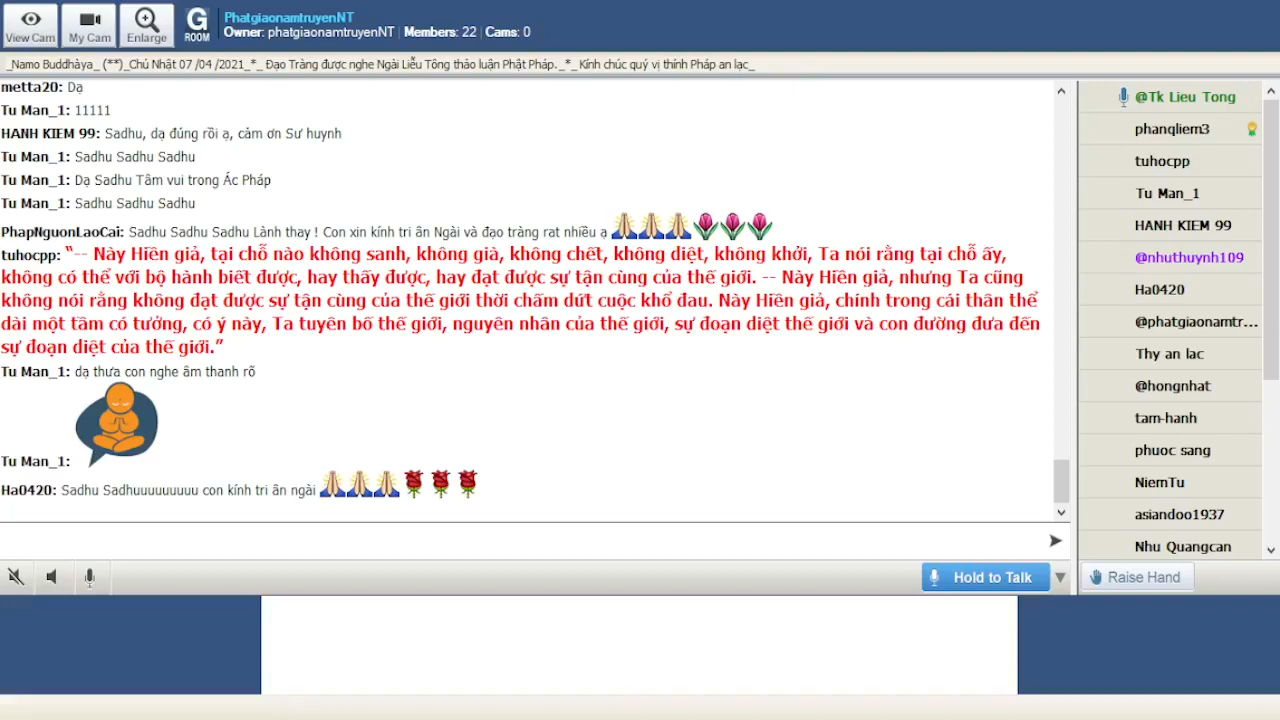 View Cam
My Cam
Enlarge
G
ROOM
PhatgiaonamtruyenNT
Owner: phatgiaonamtruyenNT | Members: 22 | Cams: 0
_Namo Buddhàya_ (**)_Chủ Nhật 07 /04 /2021_*_ Đạo Tràng được nghe Ngài Liễu Tông thảo luận Phật Pháp._*_ Kính chúc quý vị thính Pháp an lạc_
metta20: Dạ
Tu Man_1: 11111
HANH KIEM 99: Sadhu, dạ đúng rồi ạ, cảm ơn Sư huynh
Tu Man_1: Sadhu Sadhu Sadhu
Tu Man_1: Dạ Sadhu Tâm vui trong Ác Pháp
Tu Man_1: Sadhu Sadhu Sadhu
PhapNguonLaoCai: Sadhu Sadhu Sadhu Lành thay ! Con xin kính tri ân Ngài và đạo tràng rat nhiều ạ
tuhocpp: “-- Này Hiền giả, tại chỗ nào không sanh, không già, không chết, không diệt, không khởi, Ta nói rằng tại chỗ ấy,
không có thể với bộ hành biết được, hay thấy được, hay đạt được sự tận cùng của thế giới. -- Này Hiền giả, nhưng Ta cũng
không nói rằng không đạt được sự tận cùng của thế giới thời chấm dứt cuộc khổ đau. Này Hiền giả, chính trong cái thân thể
dài một tầm có tưởng, có ý này, Ta tuyên bố thế giới, nguyên nhân của thế giới, sự đoạn diệt thế giới và con đường đưa đến
sự đoạn diệt của thế giới.”
Tu Man_1: dạ thưa con nghe âm thanh rõ
Tu Man_1:
Ha0420: Sadhu Sadhuuuuuuuuu con kính tri ân ngài
Hold to Talk
@Tk Lieu Tong
phanqliem3
tuhocpp
Tu Man_1
HANH KIEM 99
@nhuthuynh109
Ha0420
@phatgiaonamtr...
Thy an lac
@hongnhat
tam-hanh
phuoc sang
NiemTu
asiandoo1937
Nhu Quangcan
Raise Hand